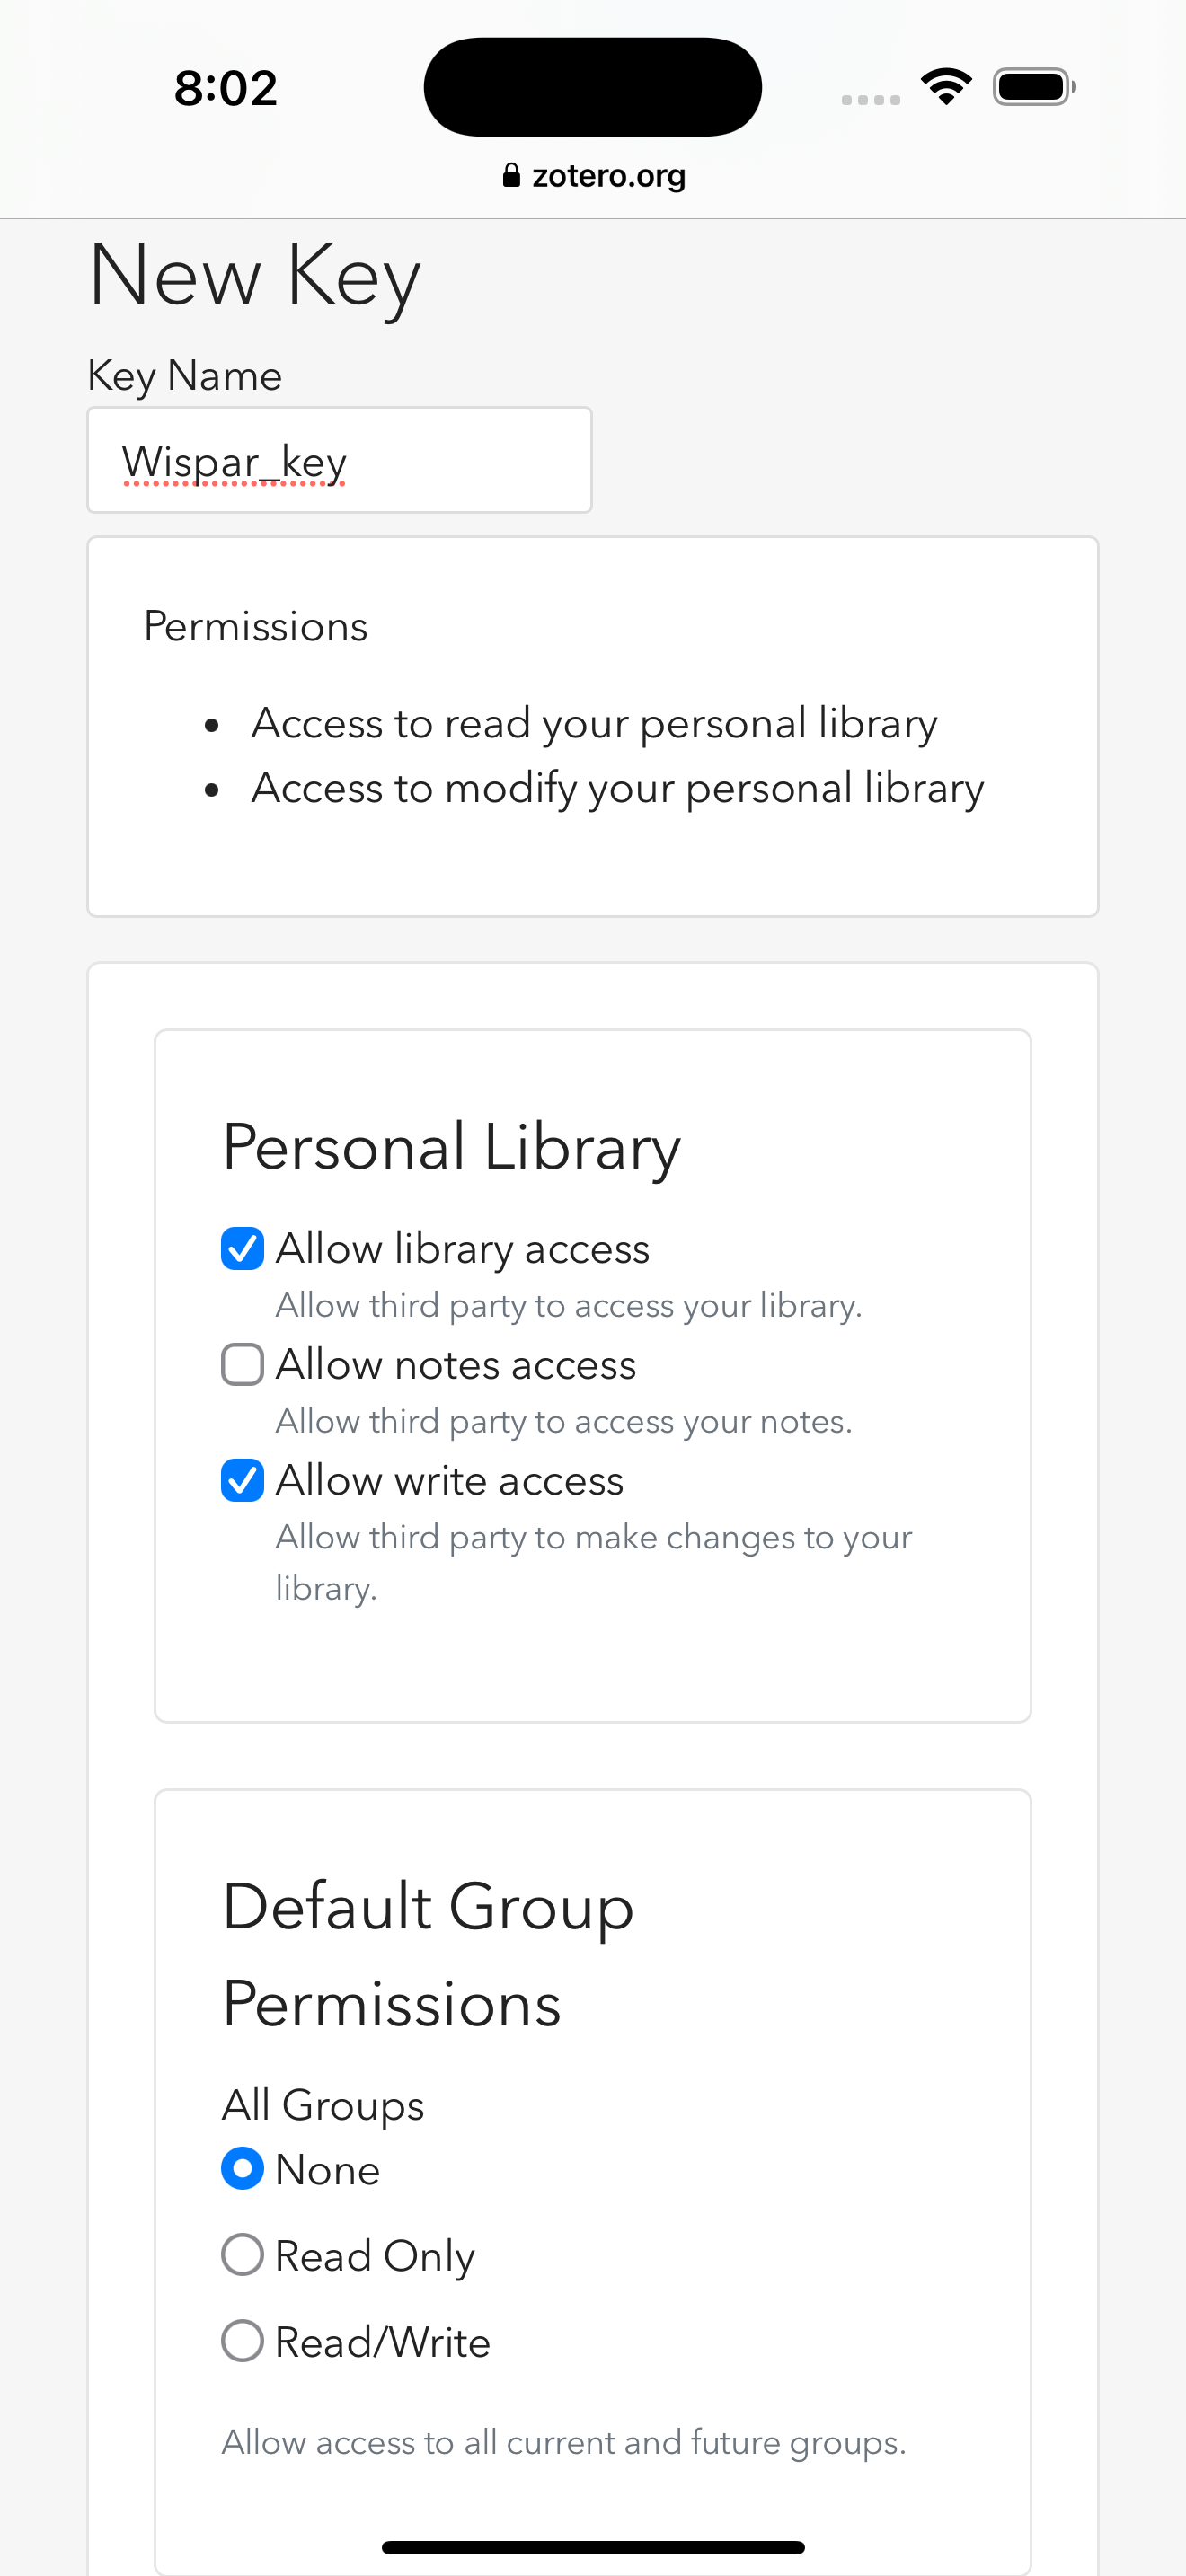 8:02
zotero.org
New Key
Key Name
Wispar_key
Permissions
• Access to read your personal library
• Access to modify your personal library
Personal Library
Allow library access
Allow third party to access your library.
Allow notes access
Allow third party to access your notes.
Allow write access
Allow third party to make changes to your
library.
Default Group
Permissions
All Groups
None
Read Only
Read/Write
Allow access to all current and future groups.